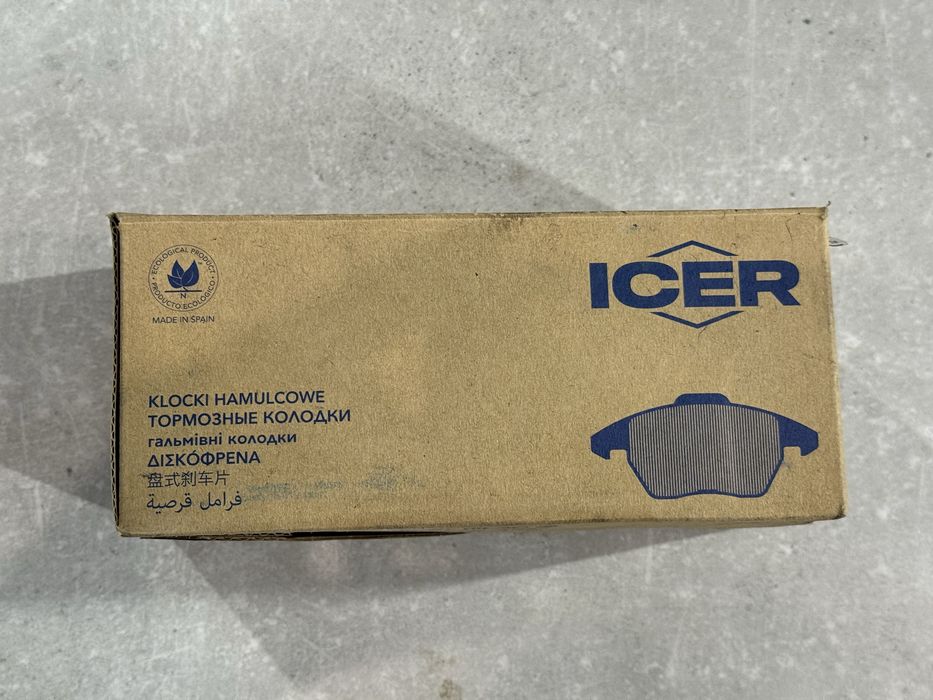 ECOLOGICAL PRODUCT
PRODUCTO ECOLOGICO
N
MADE IN SPAIN
ICER
KLOCKI HAMULCOWE
ТОРМОЗНЫЕ КОЛОДКИ
гальмівні колодки
ΔΙΣΚΌΦΡΕΝΑ
盘式刹车片
فرامل قرصية